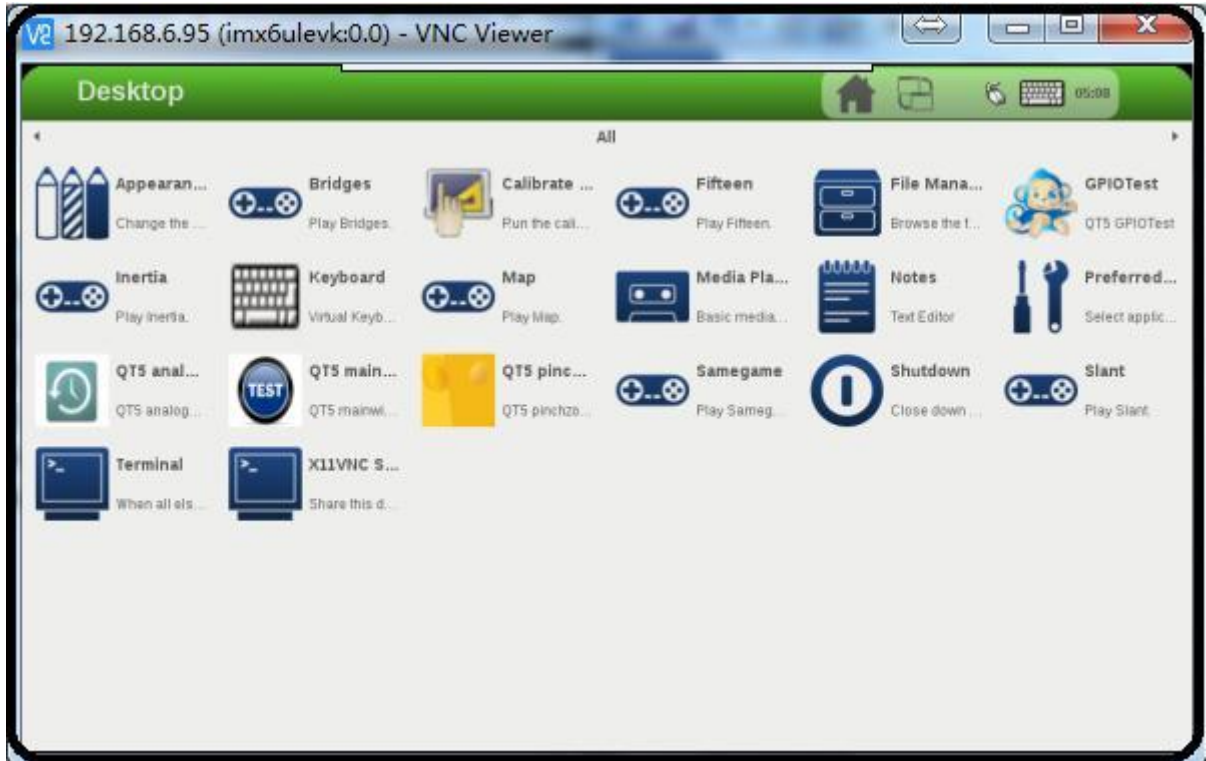 192.168.6.95 (imx6ulevk:0.0) - VNC Viewer
Desktop
05:08
All
Appearan...
Change the ...
Bridges
Play Bridges.
Calibrate ...
Run the cali...
Fifteen
Play Fifteen.
File Mana...
Browse the f...
GPIOTest
QT5 GPIOTest
Inertia
Play Inertia.
Keyboard
Virtual Keyb...
Map
Play Map.
Media Pla...
Basic media...
Notes
Text Editor
Preferred...
Select applic...
QT5 anal...
QT5 analog...
TEST
QT5 main...
QT5 mainwi...
QT5 pinc...
QT5 pinchzo...
Samegame
Play Sameg...
Shutdown
Close down ...
Slant
Play Slant.
Terminal
When all els...
X11VNC S...
Share this d...